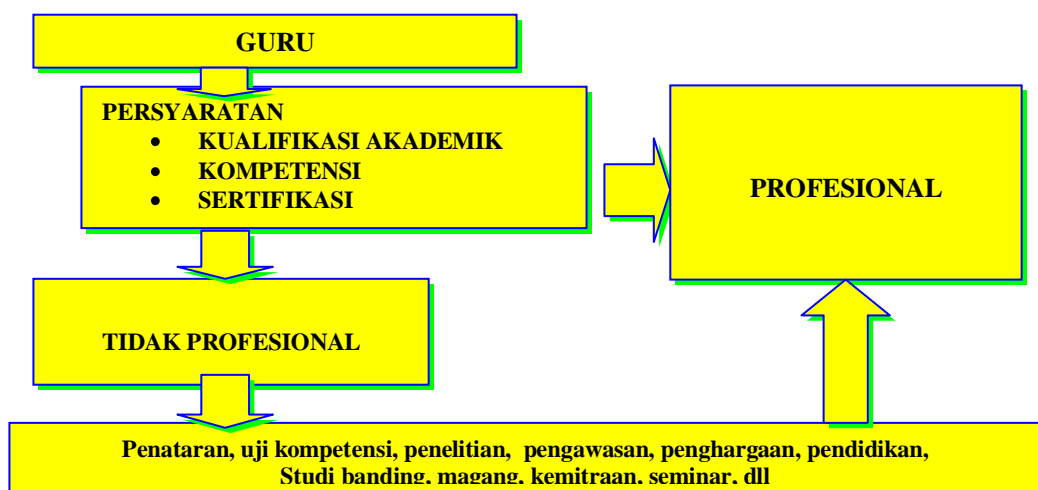 GURU
PERSYARATAN
• KUALIFIKASI AKADEMIK
• KOMPETENSI
• SERTIFIKASI
PROFESIONAL
TIDAK PROFESIONAL
Penataran, uji kompetensi, penelitian, pengawasan, penghargaan, pendidikan,
Studi banding, magang, kemitraan, seminar, dll